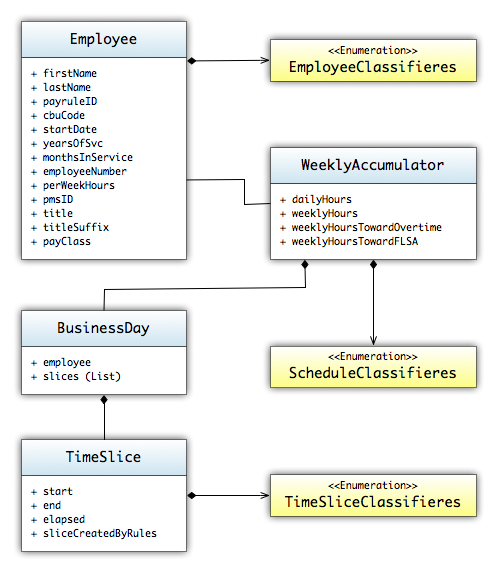 Employee
+ firstName
+ lastName
+ payruleID
+ cbuCode
+ startDate
+ yearsOfSvc
+ monthsInService
+ employeeNumber
+ perWeekHours
+ pmsID
+ title
+ titleSuffix
+ payClass
<<Enumeration>>
EmployeeClassifieres
WeeklyAccumulator
+ dailyHours
+ weeklyHours
+ weeklyHoursTowardOvertime
+ weeklyHoursTowardFLSA
BusinessDay
+ employee
+ slices (List)
<<Enumeration>>
ScheduleClassifieres
TimeSlice
+ start
+ end
+ elapsed
+ sliceCreatedByRules
<<Enumeration>>
TimeSliceClassifieres